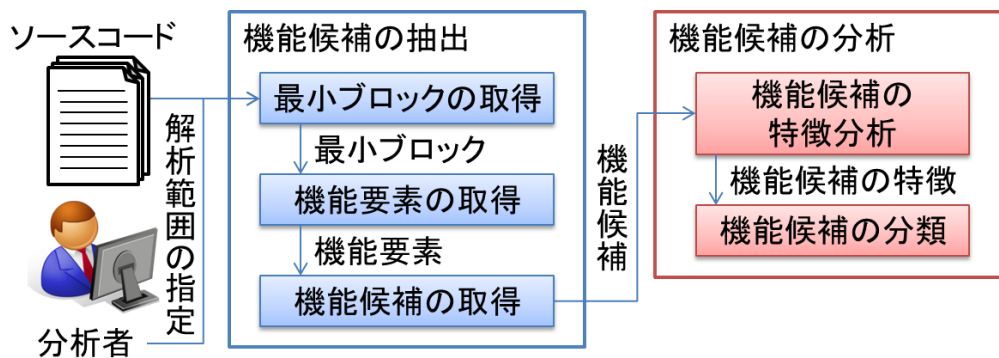 ソースコード
分析者
解析範囲の指定
機能候補の抽出
最小ブロックの取得
最小ブロック
機能要素の取得
機能要素
機能候補の取得
機能候補
機能候補の分析
機能候補の
特徴分析
機能候補の特徴
機能候補の分類